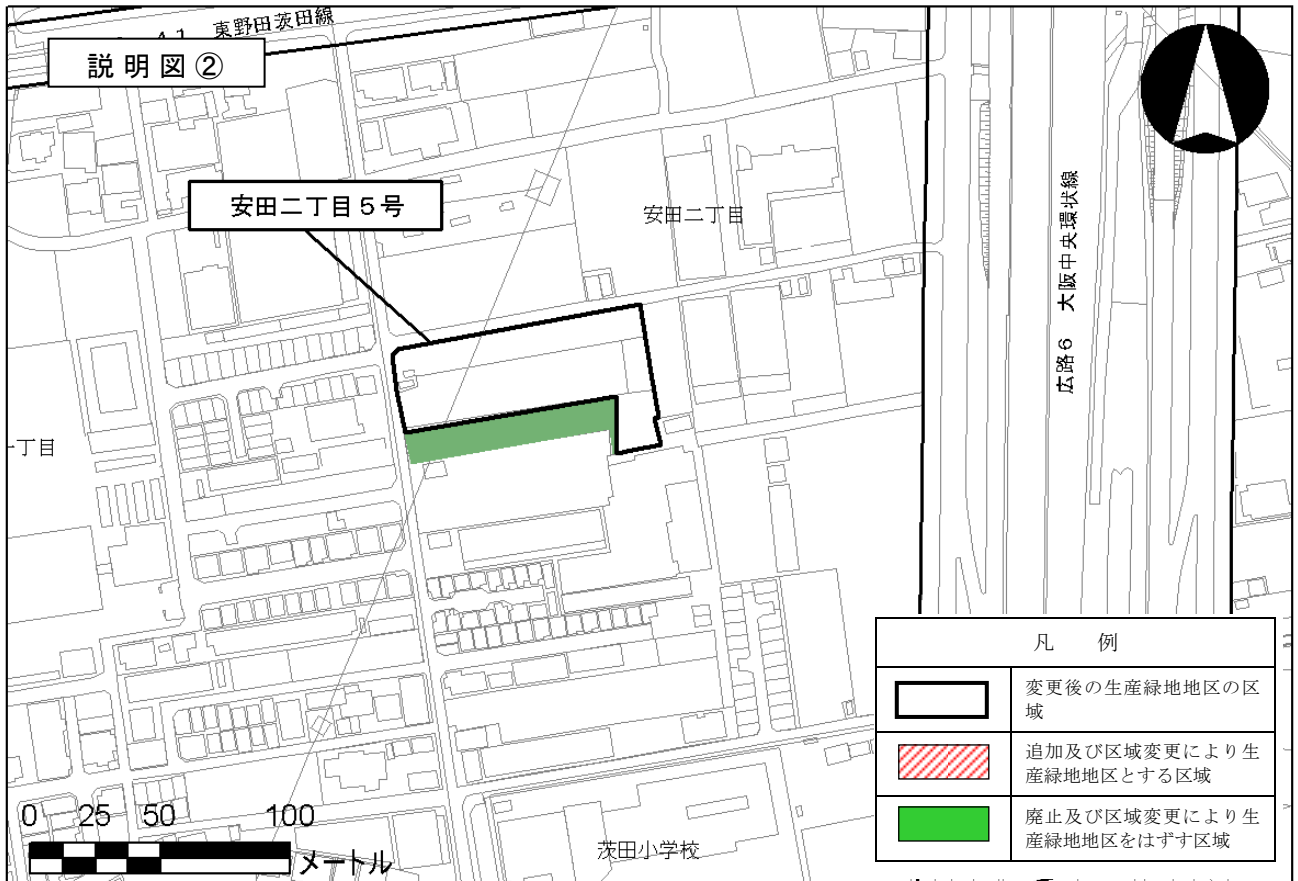 東野田茨田線
説明図②
安田二丁目5号
安田二丁目
広路6 大阪中央環状線
一丁目
茨田小学校
0 25 50 100
メートル
凡 例
変更後の生産緑地地区の区
域
追加及び区域変更により生
産緑地地区とする区域
廃止及び区域変更により生
産緑地地区をはずす区域